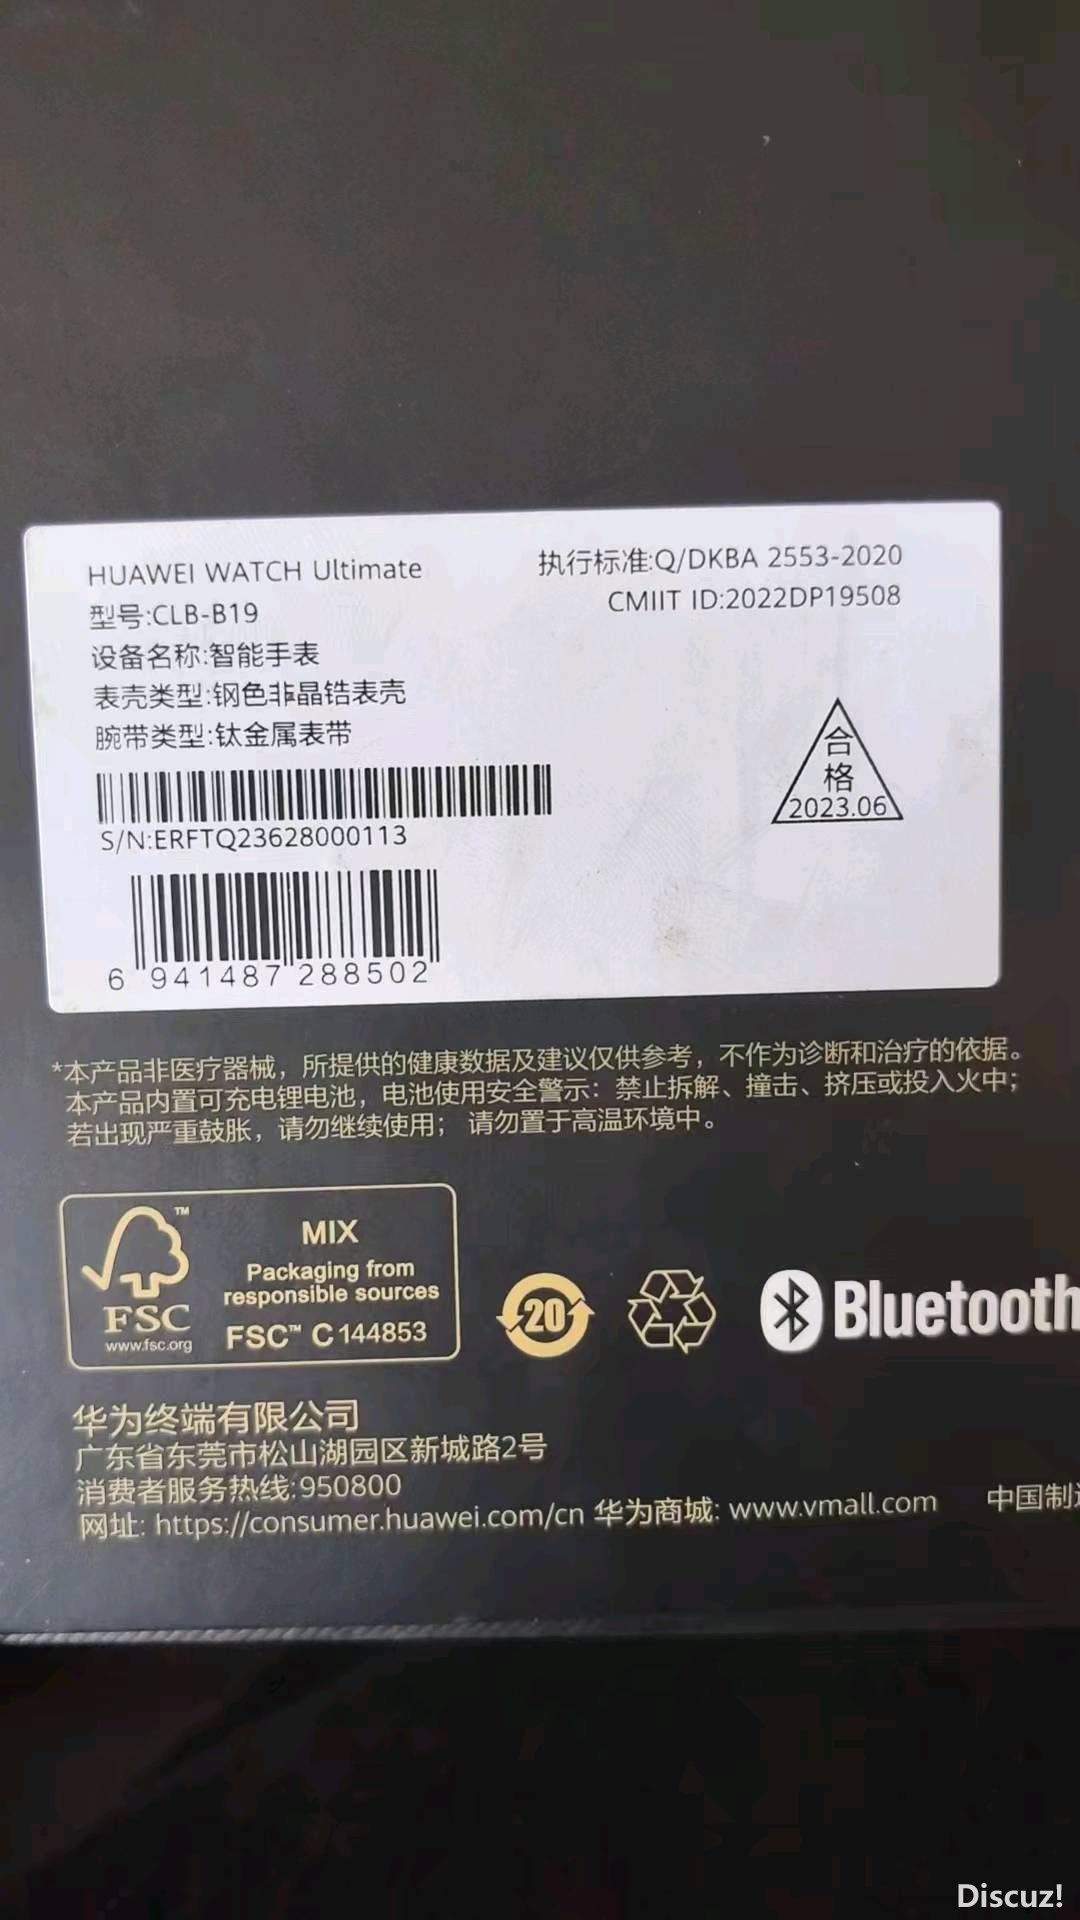 HUAWEI WATCH Ultimate
型号:CLB-B19
设备名称:智能手表
表壳类型:钢色非晶锆表壳
腕带类型:钛金属表带
执行标准:Q/DKBA 2553-2020
CMIIT ID:2022DP19508
合
格
2023.06
S/N:ERFTQ23628000113
6 941487 288502
*本产品非医疗器械，所提供的健康数据及建议仅供参考，不作为诊断和治疗的依据。
本产品内置可充电锂电池，电池使用安全警示：禁止拆解、撞击、挤压或投入火中；
若出现严重鼓胀，请勿继续使用； 请勿置于高温环境中。
TM
FSC
www.fsc.org
MIX
Packaging from
responsible sources
FSC™ C144853
20
Bluetooth
华为终端有限公司
广东省东莞市松山湖园区新城路2号
消费者服务热线:950800
网址: https://consumer.huawei.com/cn 华为商城: www.vmall.com 中国制造
Discuz!